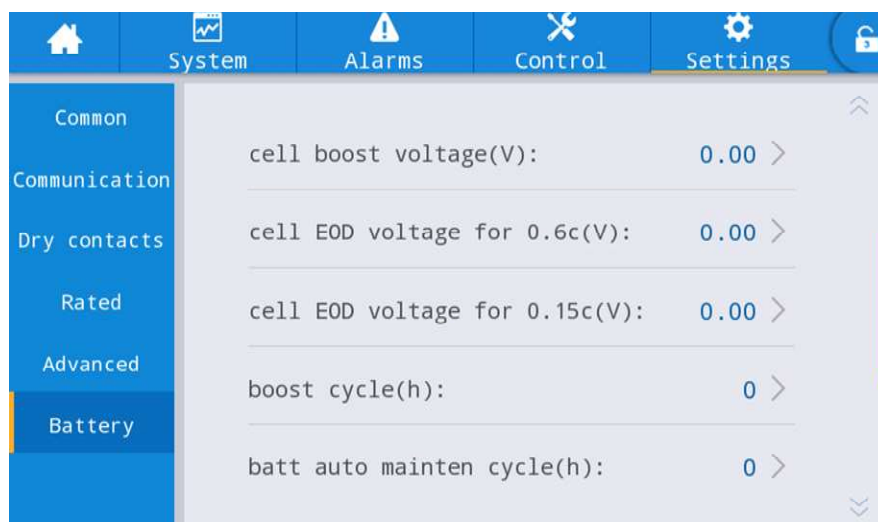 System Alarms Control Settings 3
Common
cell boost voltage(V): 0.00
Communication
cell EOD voltage for 0.6c(V): 0.00
Dry contacts
Rated
cell EOD voltage for 0.15c(V): 0.00
Advanced
boost cycle(h): 0
Battery
batt auto mainten cycle(h): 0